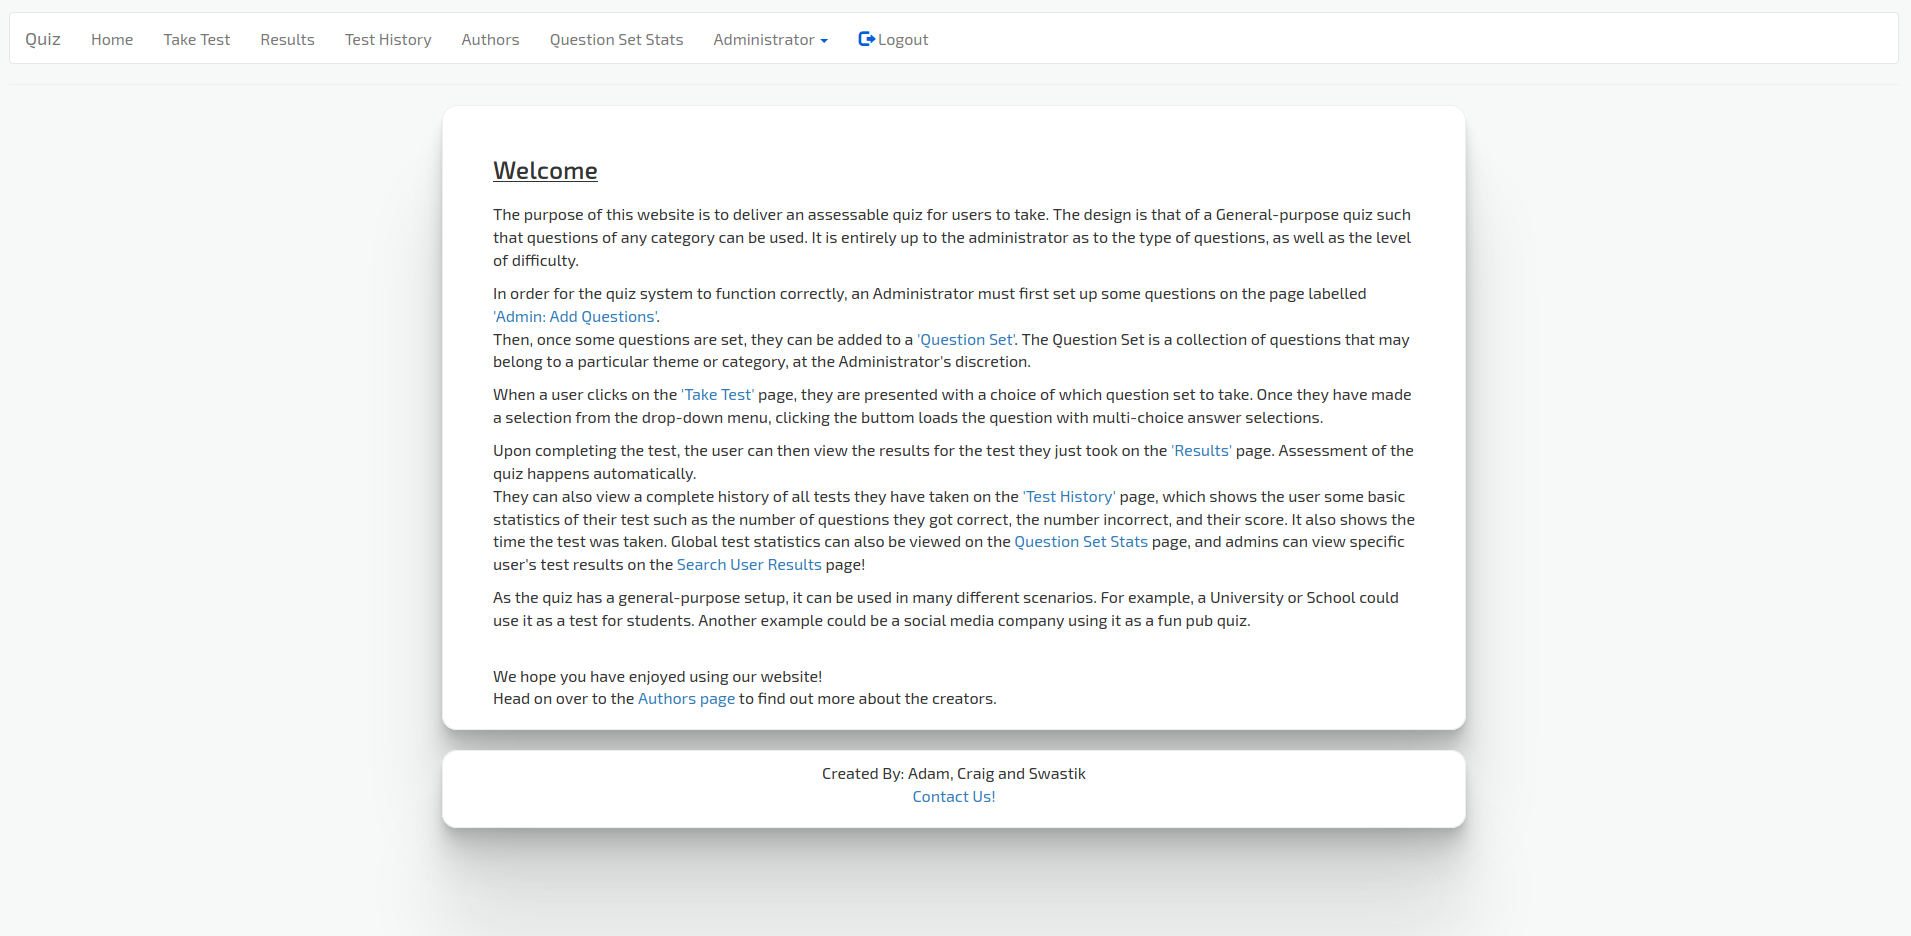 Quiz Home Take Test Results Test History Authors Question Set Stats Administrator Logout
Welcome
The purpose of this website is to deliver an assessable quiz for users to take. The design is that of a General-purpose quiz such
that questions of any category can be used. It is entirely up to the administrator as to the type of questions, as well as the level
of difficulty.
In order for the quiz system to function correctly, an Administrator must first set up some questions on the page labelled
'Admin: Add Questions'.
Then, once some questions are set, they can be added to a 'Question Set'. The Question Set is a collection of questions that may
belong to a particular theme or category, at the Administrator's discretion.
When a user clicks on the 'Take Test' page, they are presented with a choice of which question set to take. Once they have made
a selection from the drop-down menu, clicking the buttom loads the question with multi-choice answer selections.
Upon completing the test, the user can then view the results for the test they just took on the 'Results' page. Assessment of the
quiz happens automatically.
They can also view a complete history of all tests they have taken on the 'Test History' page, which shows the user some basic
statistics of their test such as the number of questions they got correct, the number incorrect, and their score. It also shows the
time the test was taken. Global test statistics can also be viewed on the Question Set Stats page, and admins can view specific
user's test results on the Search User Results page!
As the quiz has a general-purpose setup, it can be used in many different scenarios. For example, a University or School could
use it as a test for students. Another example could be a social media company using it as a fun pub quiz.
We hope you have enjoyed using our website!
Head on over to the Authors page to find out more about the creators.
Created By: Adam, Craig and Swastik
Contact Us!